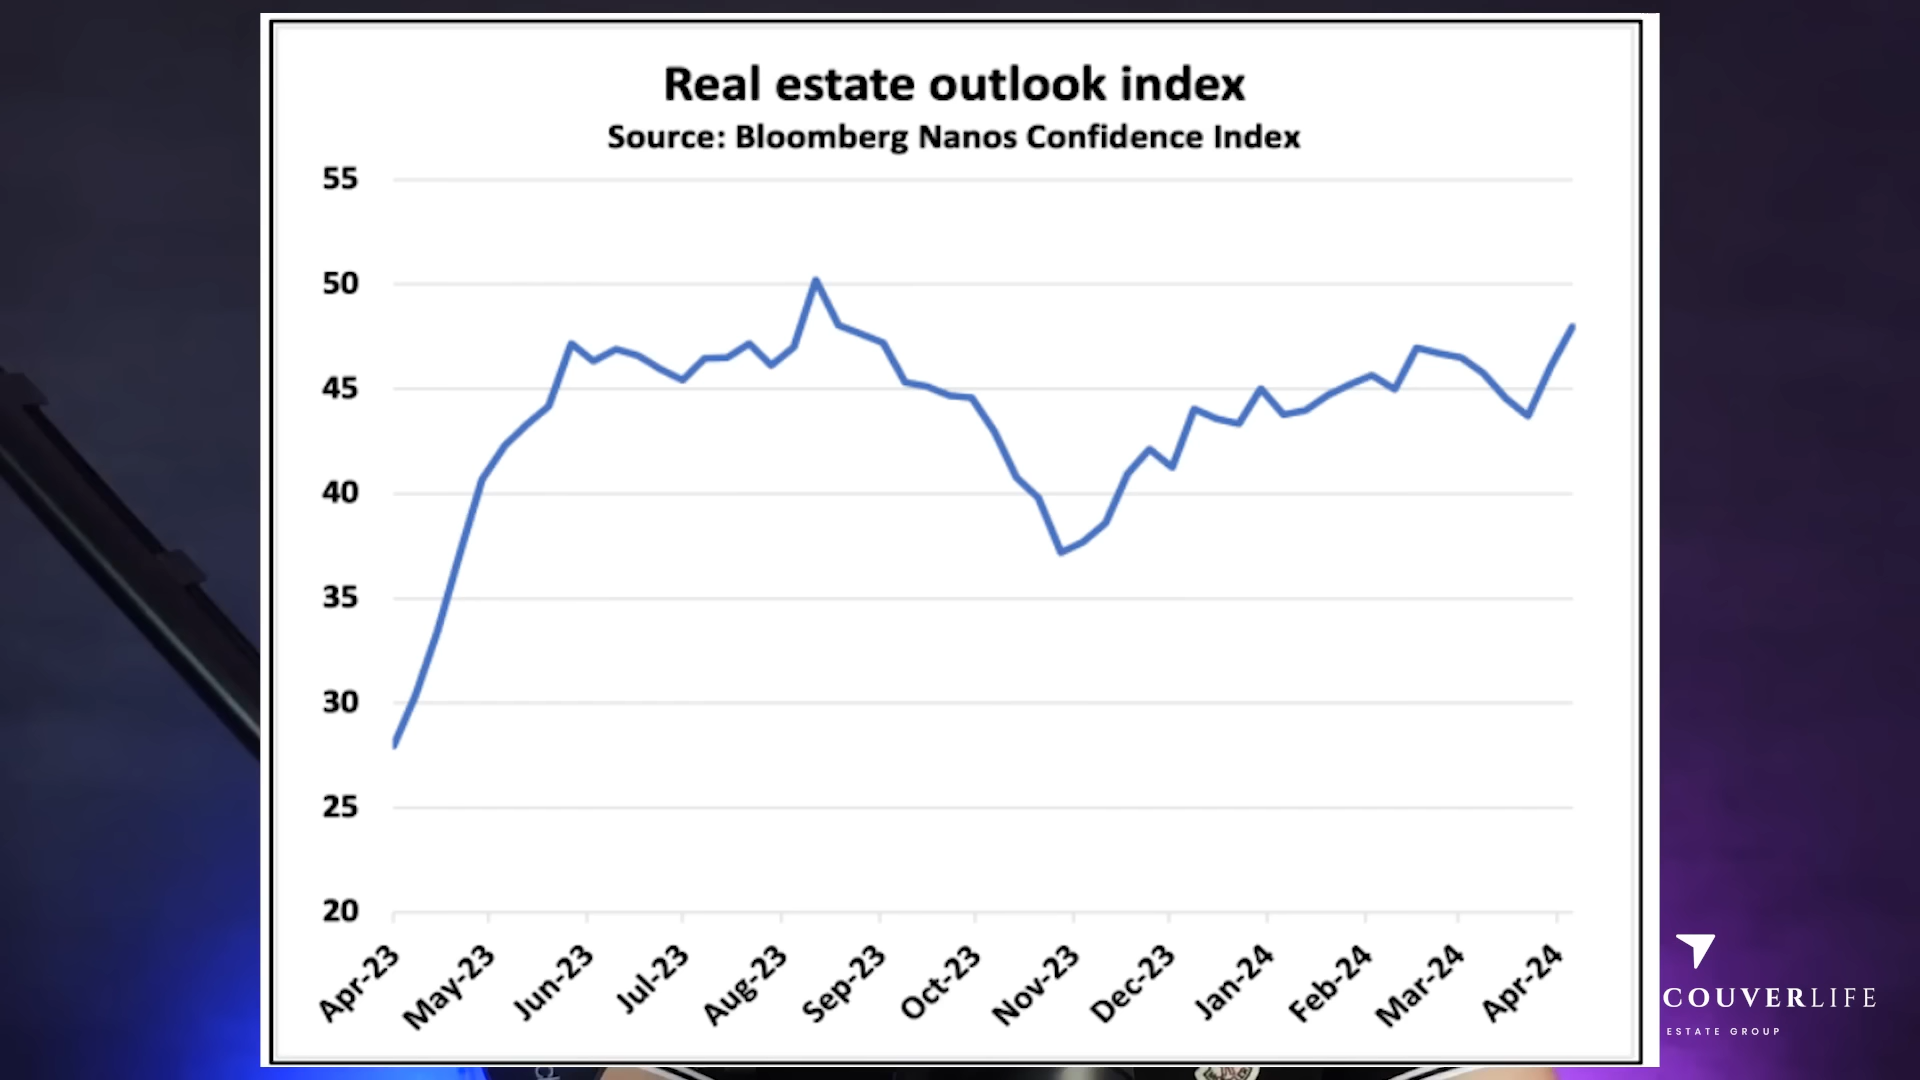 Real estate outlook index
Source: Bloomberg Nanos Confidence Index
55
50
45
40
35
30
25
20
Apr-23
May-23
Jun-23
Jul-23
Aug-23
Sep-23
Oct-23
Nov-23
Dec-23
Jan-24
Feb-24
Mar-24
Apr-24
COUVERLIFE
ESTATE GROUP